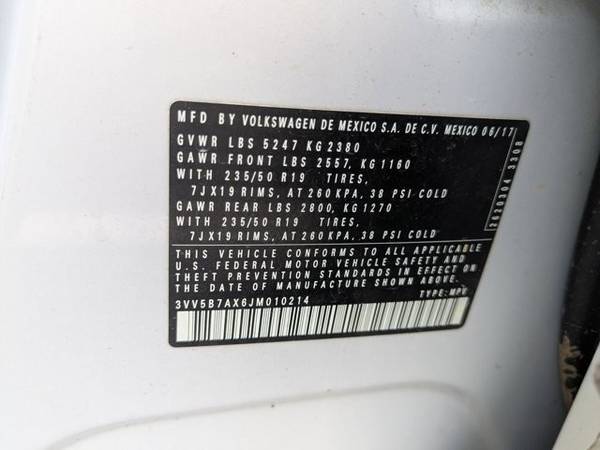 MFD BY VOLKSWAGEN DE MEXICO S.A. DE C.V. MEXICO 06/17
GVWR LBS 5247 KG 2380
GAWR FRONT LBS 2557, KG 1160
WITH 235/50 R19 TIRES,
7JX19 RIMS, AT 260 KPA, 38 PSI COLD
GAWR REAR LBS 2800, KG 1270
WITH 235/50 R19 TIRES,
7JX19 RIMS, AT 260 KPA, 38 PSI COLD
THIS VEHICLE CONFORMS TO ALL APPLICABLE
U.S. FEDERAL MOTOR VEHICLE SAFETY AND
THEFT PREVENTION STANDARDS IN EFFECT ON
THE DATE OF MANUFACTURE SHOWN ABOVE.
3VV5B7AX6JM010214 TYPE: MPV
2620304 3308